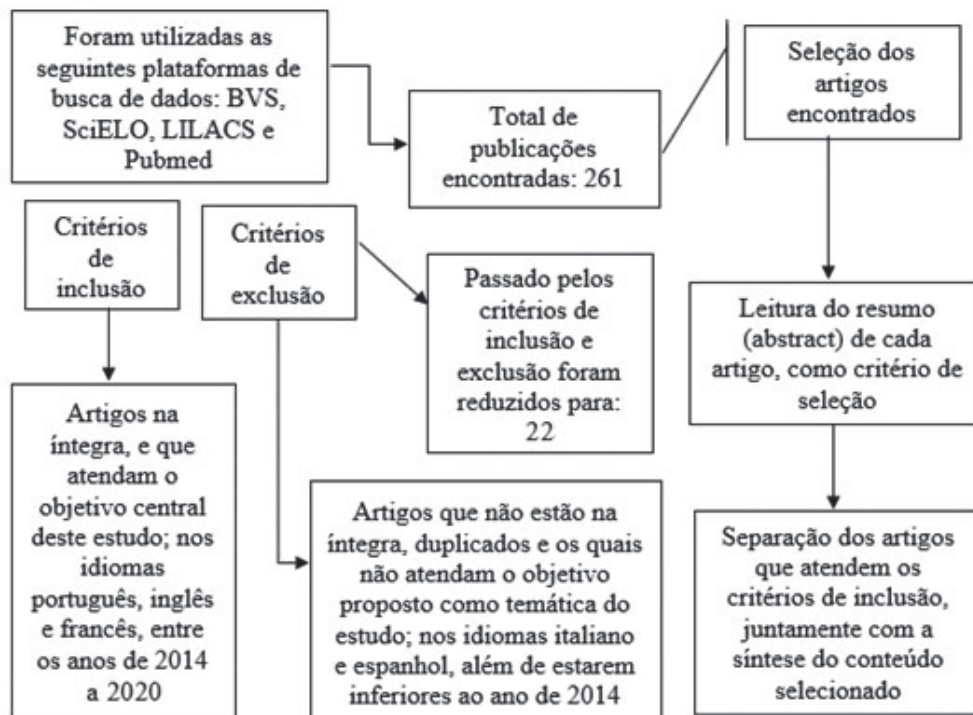 Foram utilizadas as
seguintes plataformas de
busca de dados: BVS,
SciELO, LILACS e
Pubmed
Total de
publicações
encontradas: 261
Seleção dos
artigos
encontrados
Critérios
de
inclusão
Critérios
de
exclusão
Passado pelos
critérios de
inclusão e
exclusão foram
reduzidos para:
22
Leitura do resumo
(abstract) de cada
artigo, como critério de
seleção
Artigos na
íntegra, e que
atendam o
objetivo central
deste estudo; nos
idiomas
português, inglês
e francês, entre
os anos de 2014
a 2020
Artigos que não estão na
íntegra, duplicados e os quais
não atendam o objetivo
proposto como temática do
estudo; nos idiomas italiano
e espanhol, além de estarem
inferiores ao ano de 2014
Separação dos artigos
que atendem os
critérios de inclusão,
juntamente com a
síntese do conteúdo
selecionado